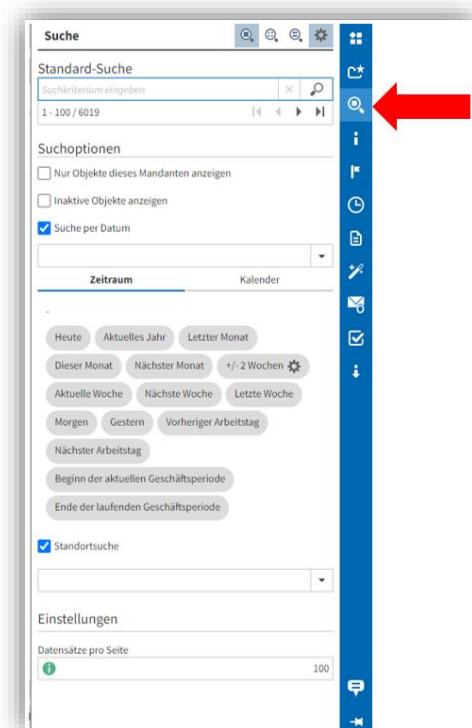 Suche
Standard-Suche
Suchkriterium eingeben
1 - 100 / 6019
Suchoptionen
Nur Objekte dieses Mandanten anzeigen
Inaktive Objekte anzeigen
Suche per Datum
Zeitraum Kalender
-
Heute Aktuelles Jahr Letzter Monat
Dieser Monat Nächster Monat +/- 2 Wochen
Aktuelle Woche Nächste Woche Letzte Woche
Morgen Gestern Vorheriger Arbeitstag
Nächster Arbeitstag
Beginn der aktuellen Geschäftsperiode
Ende der laufenden Geschäftsperiode
Standortsuche
Einstellungen
Datensätze pro Seite
100